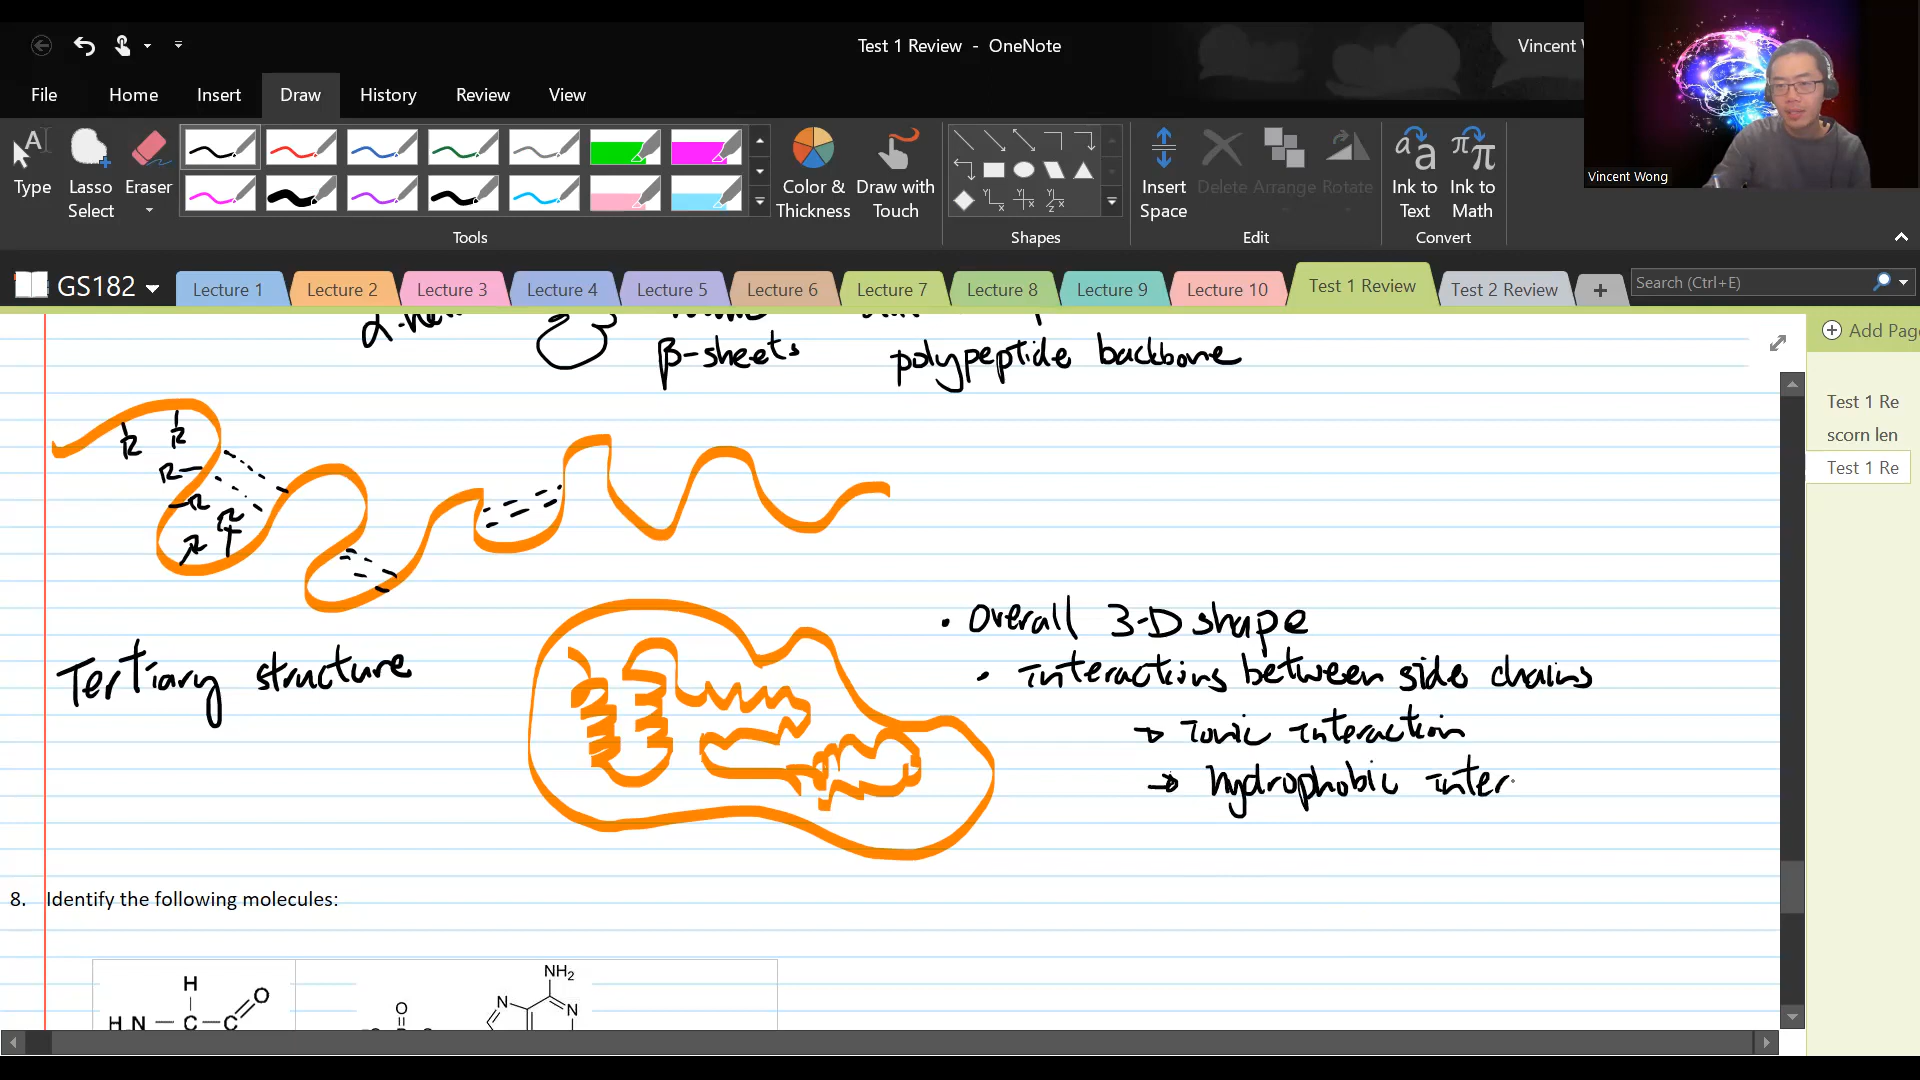 Test 1 Review - OneNote
Vincent W
File Home Insert Draw History Review View
Type
Lasso Select
Eraser
Color & Thickness
Draw with Touch
Insert Space
Delete Arrange Rotate
Ink to Text
Ink to Math
Tools Shapes Edit Convert
Vincent Wong
GS182
Lecture 1 Lecture 2 Lecture 3 Lecture 4 Lecture 5 Lecture 6 Lecture 7 Lecture 8 Lecture 9 Lecture 10 Test 1 Review Test 2 Review
Search (Ctrl+E)
Add Pag
Test 1 Re
scorn len
Test 1 Re
β-sheets polypeptide backbone
R R
R
R
R
R
Tertiary structure
• Overall 3-D shape
• Interactions between side chains
→ Ionic interaction
→ hydrophobic inter
8. Identify the following molecules:
H
O
H N — C — C
O
NH2
N
N